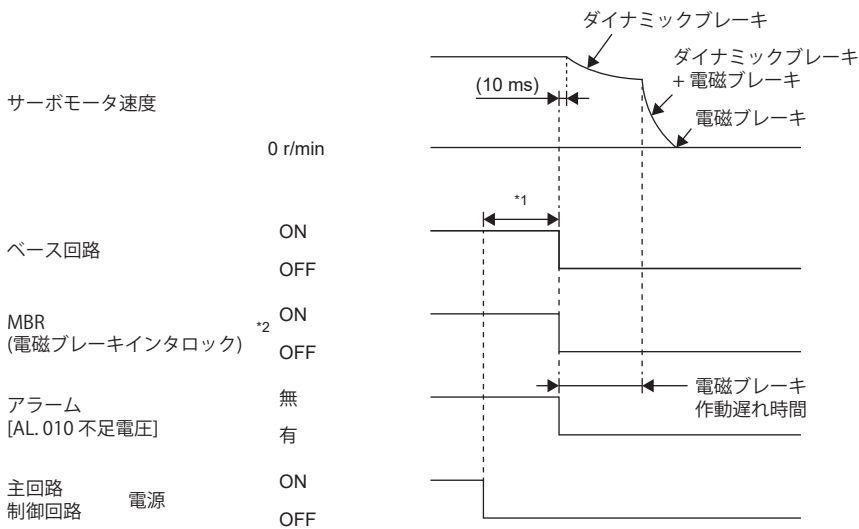 ダイナミックブレーキ
ダイナミックブレーキ
+ 電磁ブレーキ
(10 ms)
サーボモータ速度
電磁ブレーキ
0 r/min
*1
ON
ベース回路
OFF
MBR
(電磁ブレーキインタロック)
*2
ON
OFF
アラーム
[AL. 010 不足電圧]
無
有
電磁ブレーキ
作動遅れ時間
主回路
制御回路
電源
ON
OFF